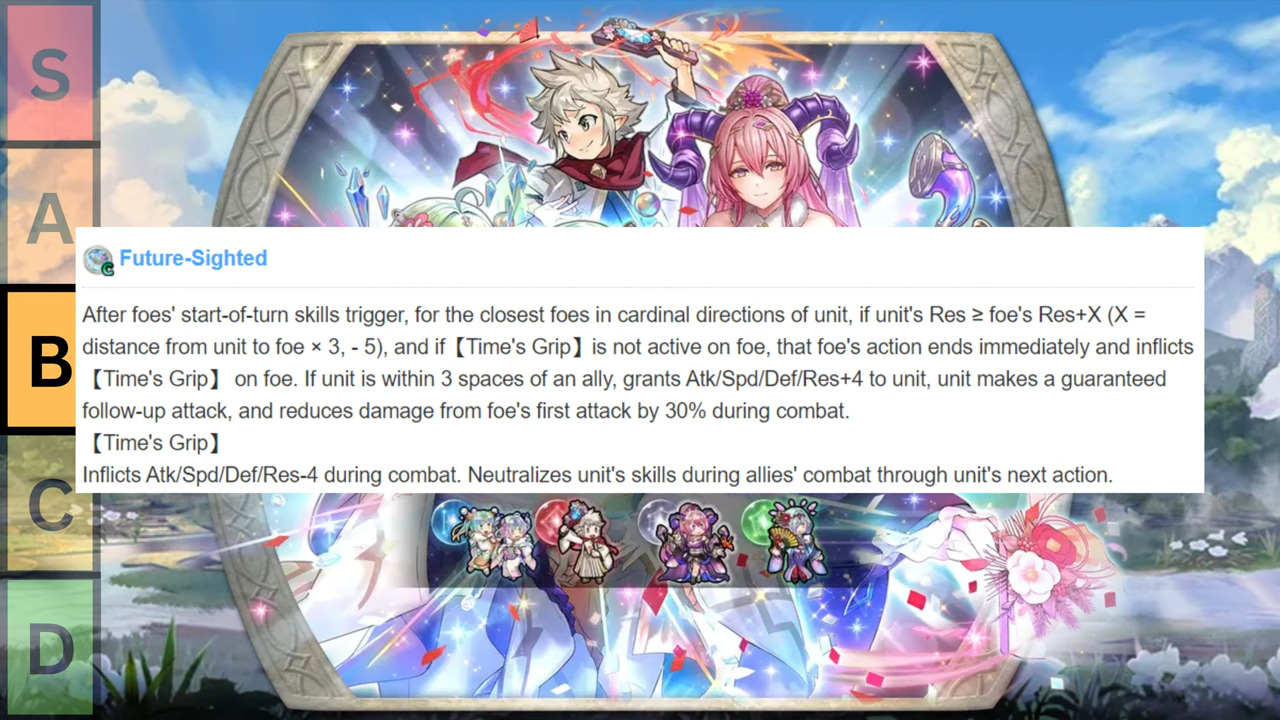 S
A
B
C
D
Future-Sighted
After foes' start-of-turn skills trigger, for the closest foes in cardinal directions of unit, if unit's Res ≥ foe's Res+X (X =
distance from unit to foe × 3, - 5), and if【Time's Grip】is not active on foe, that foe's action ends immediately and inflicts
【Time's Grip】 on foe. If unit is within 3 spaces of an ally, grants Atk/Spd/Def/Res+4 to unit, unit makes a guaranteed
follow-up attack, and reduces damage from foe's first attack by 30% during combat.
【Time's Grip】
Inflicts Atk/Spd/Def/Res-4 during combat. Neutralizes unit's skills during allies' combat through unit's next action.